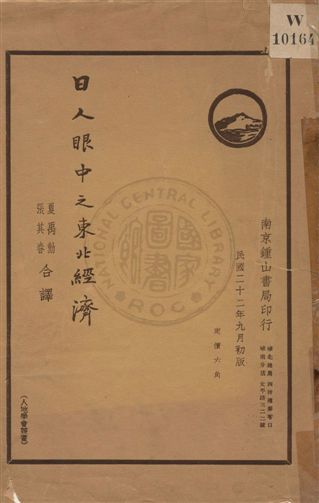 W
10164
日人眼中之東北經濟
夏禹勳
張其春
合譯
南京鍾山書局印行
民國二十二年九月初版
定價六角
(人地學會叢書)
NATIONAL CENTRAL LIBRARY
ROC
國家圖書館